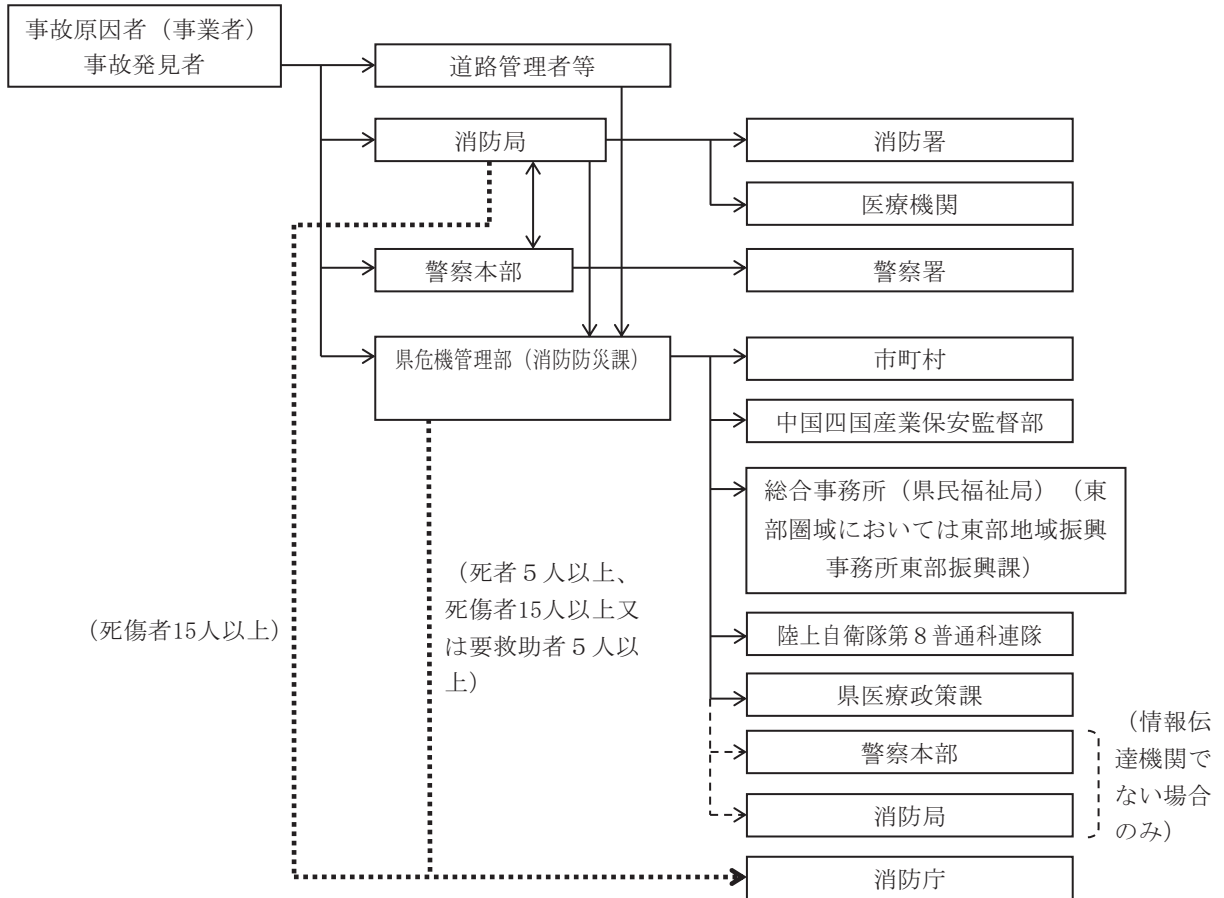 事故原因者（事業者）
事故発見者
道路管理者等
消防局
消防署
医療機関
警察本部
警察署
県危機管理部（消防防災課）
市町村
中国四国産業保安監督部
総合事務所（県民福祉局）（東
部圏域においては東部地域振興
事務所東部振興課）
（死者５人以上、
死傷者15人以上又
は要救助者５人以
上）
（死傷者15人以上）
陸上自衛隊第８普通科連隊
県医療政策課
警察本部
消防局
（情報伝
達機関で
ない場合
のみ）
消防庁